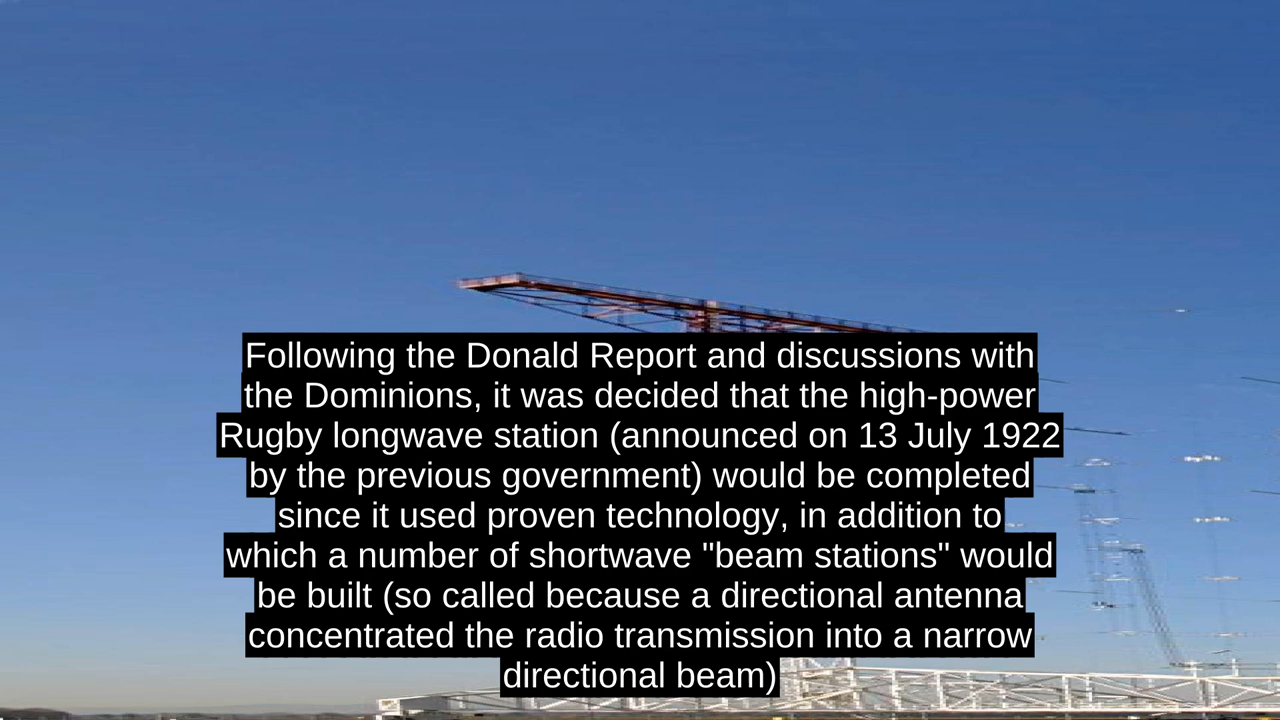 Following the Donald Report and discussions with
the Dominions, it was decided that the high-power
Rugby longwave station (announced on 13 July 1922
by the previous government) would be completed
since it used proven technology, in addition to
which a number of shortwave "beam stations" would
be built (so called because a directional antenna
concentrated the radio transmission into a narrow
directional beam)